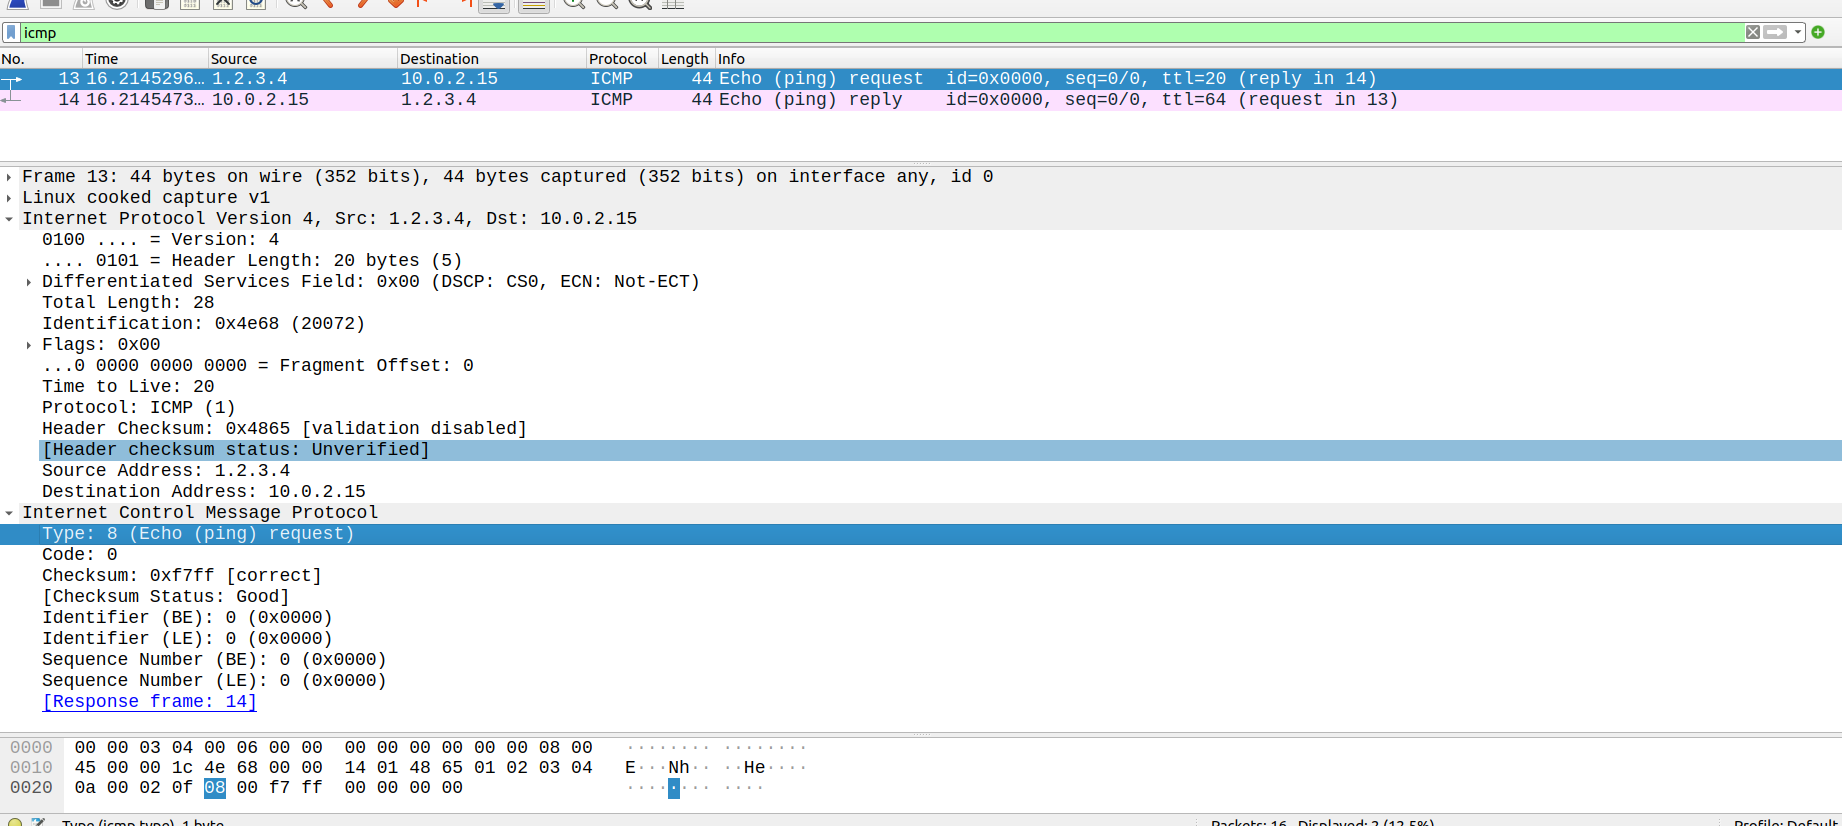 icmp
No. Time Source Destination Protocol Length Info
13 16.2145296… 1.2.3.4 10.0.2.15 ICMP 44 Echo (ping) request id=0x0000, seq=0/0, ttl=20 (reply in 14)
14 16.2145473… 10.0.2.15 1.2.3.4 ICMP 44 Echo (ping) reply id=0x0000, seq=0/0, ttl=64 (request in 13)
Frame 13: 44 bytes on wire (352 bits), 44 bytes captured (352 bits) on interface any, id 0
Linux cooked capture v1
Internet Protocol Version 4, Src: 1.2.3.4, Dst: 10.0.2.15
0100 .... = Version: 4
.... 0101 = Header Length: 20 bytes (5)
Differentiated Services Field: 0x00 (DSCP: CS0, ECN: Not-ECT)
Total Length: 28
Identification: 0x4e68 (20072)
Flags: 0x00
...0 0000 0000 0000 = Fragment Offset: 0
Time to Live: 20
Protocol: ICMP (1)
Header Checksum: 0x4865 [validation disabled]
[Header checksum status: Unverified]
Source Address: 1.2.3.4
Destination Address: 10.0.2.15
Internet Control Message Protocol
Type: 8 (Echo (ping) request)
Code: 0
Checksum: 0xf7ff [correct]
[Checksum Status: Good]
Identifier (BE): 0 (0x0000)
Identifier (LE): 0 (0x0000)
Sequence Number (BE): 0 (0x0000)
Sequence Number (LE): 0 (0x0000)
[Response frame: 14]
0000 00 00 03 04 00 06 00 00 00 00 00 00 00 00 08 00 ········ ········
0010 45 00 00 1c 4e 68 00 00 14 01 48 65 01 02 03 04 E···Nh·· ··He····
0020 0a 00 02 0f 08 00 f7 ff 00 00 00 00 ········ ····
Type (icmp.type), 1 byte Packets: 16 · Displayed: 2 (12.5%) Profile: Default